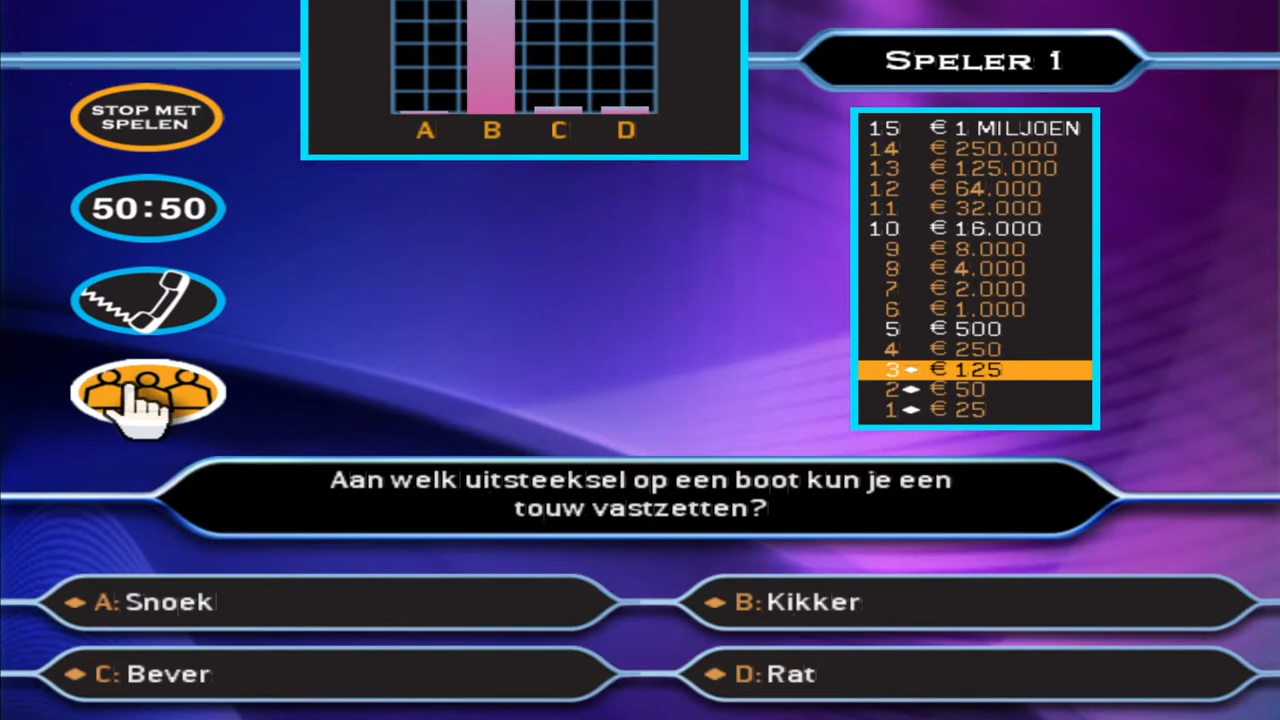 STOP MET
SPELEN
50:50
A B C D
SPELER 1
15 € 1 MILJOEN
14 € 250.000
13 € 125.000
12 € 64.000
11 € 32.000
10 € 16.000
9 € 8.000
8 € 4.000
7 € 2.000
6 € 1.000
5 € 500
4 € 250
3 € 125
2 € 50
1 € 25
Aan welk uitsteeksel op een boot kun je een
touw vastzetten?
A: Snoek
B: Kikker
C: Bever
D: Rat